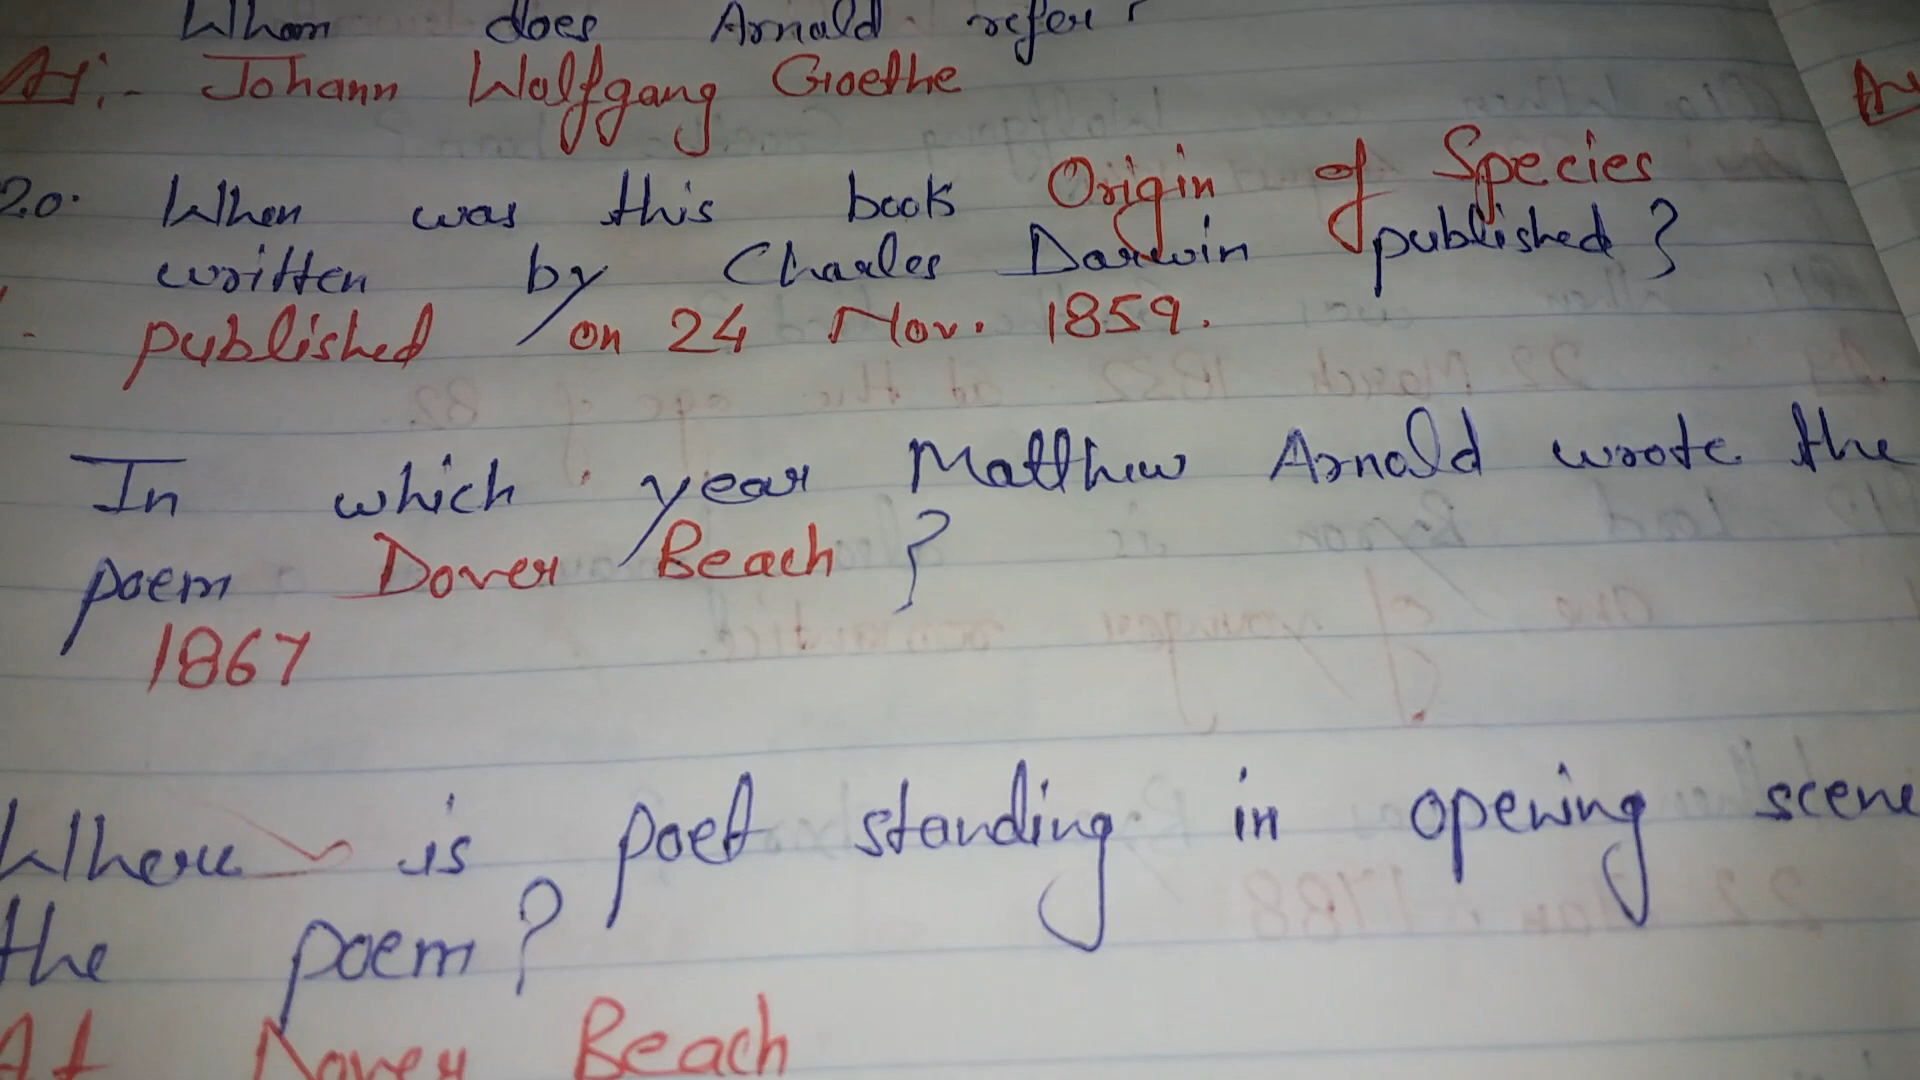 Whom does Arnold refer?
As:- Johann Wolfgang Goethe
20. When was this book Origin of Species
written by Charles Darwin published?
- published on 24 Nov. 1859.
In which year Matthew Arnold wrote the
poem Dover Beach?
1867
Where is poet standing in opening scene
the poem?
At Dover Beach